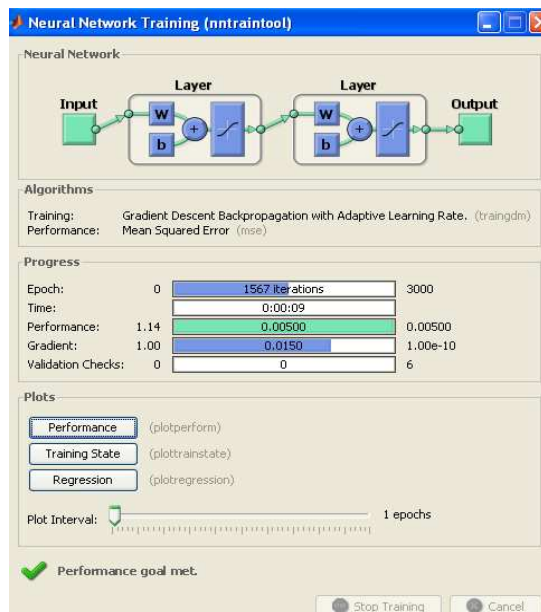 Neural Network Training (nntraintool)
Neural Network
Layer Layer
Input Output
W W
+ +
b b
Algorithms
Training: Gradient Descent Backpropagation with Adaptive Learning Rate. (traingdm)
Performance: Mean Squared Error (mse)
Progress
Epoch: 0 1567 iterations 3000
Time: 0:00:09
Performance: 1.14 0.00500 0.00500
Gradient: 1.00 0.0150 1.00e-10
Validation Checks: 0 0 6
Plots
Performance (plotperform)
Training State (plottrainstate)
Regression (plotregression)
Plot Interval: 1 epochs
Performance goal met.
Stop Training Cancel